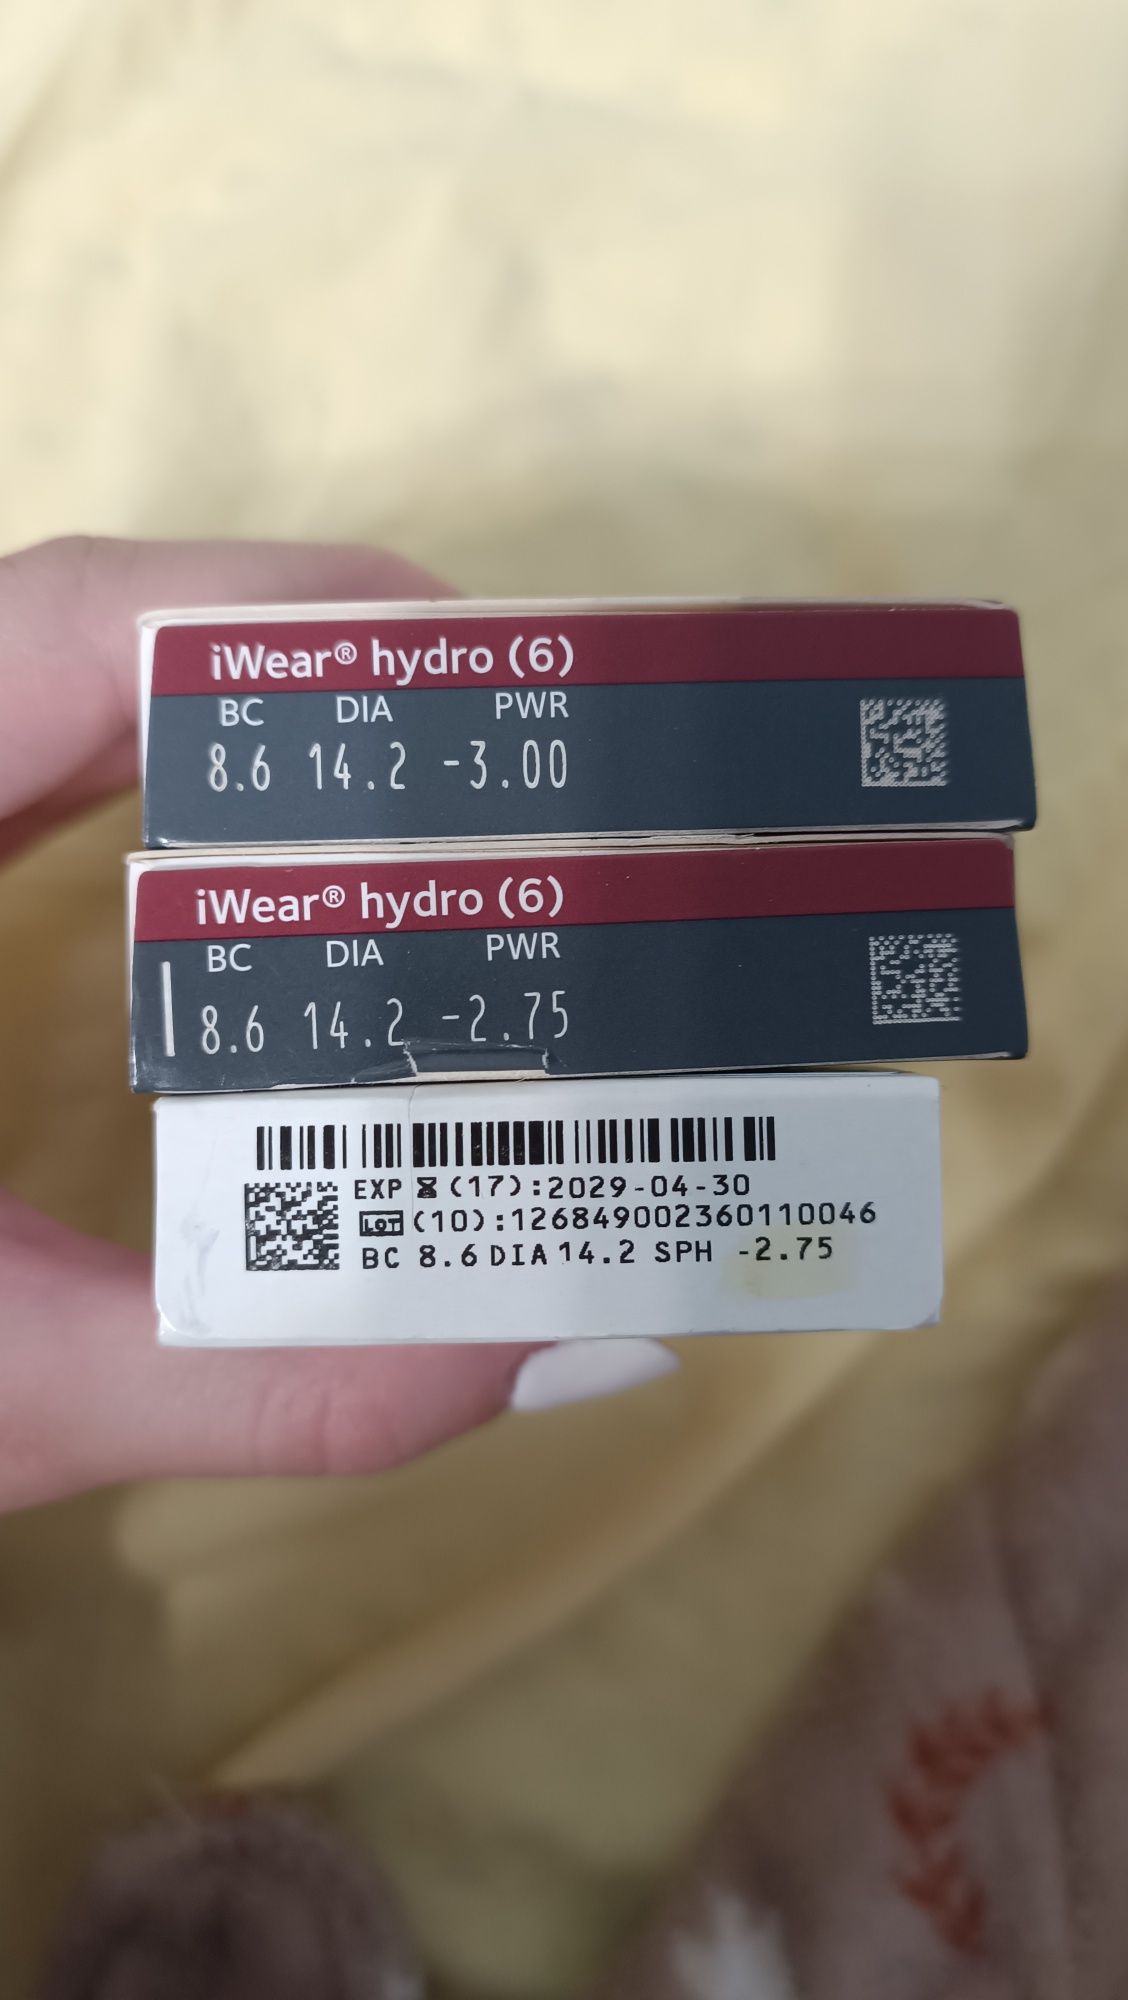 iWear® hydro (6)
BC DIA PWR
8.6 14.2 -3.00
iWear® hydro (6)
BC DIA PWR
8.6 14.2 -2.75
EXP (17):2029-04-30
LOT (10):126849002360110046
BC 8.6 DIA 14.2 SPH -2.75